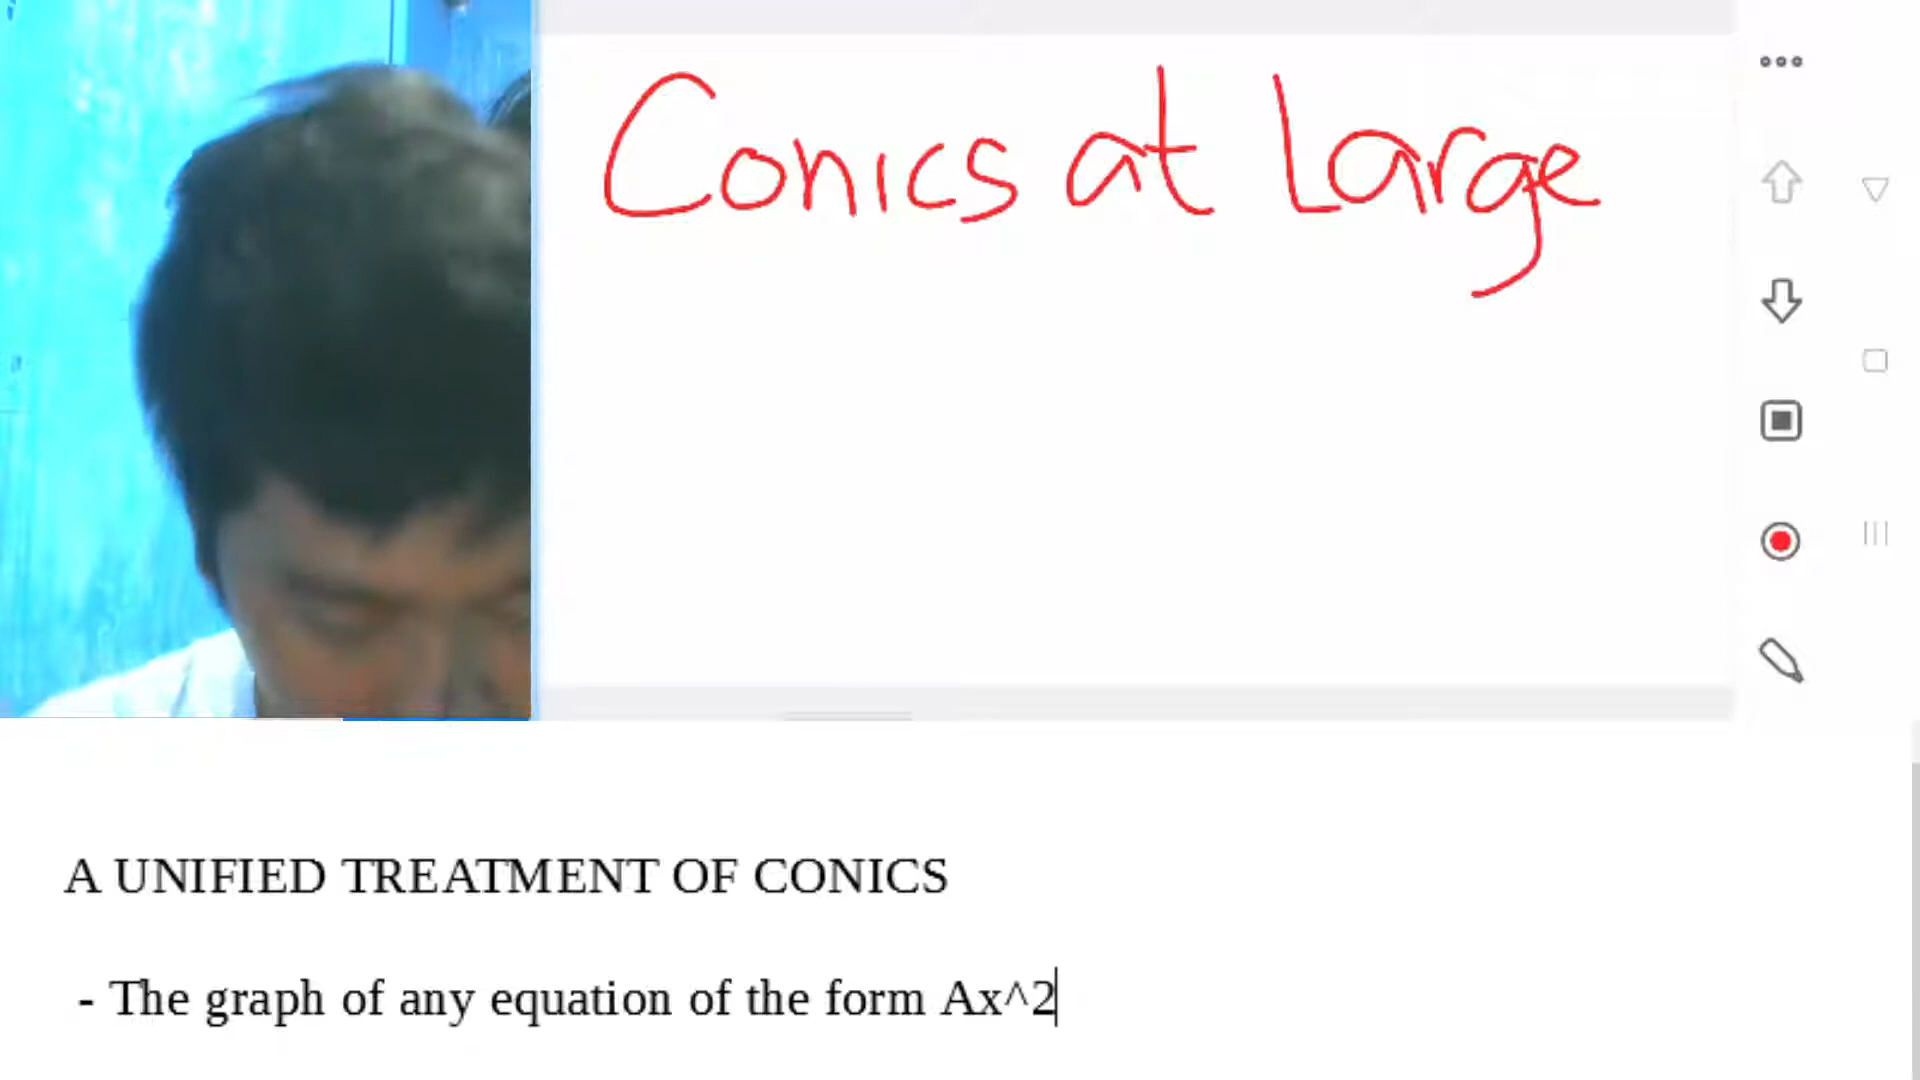 Conics at Large
A UNIFIED TREATMENT OF CONICS
- The graph of any equation of the form Ax^2